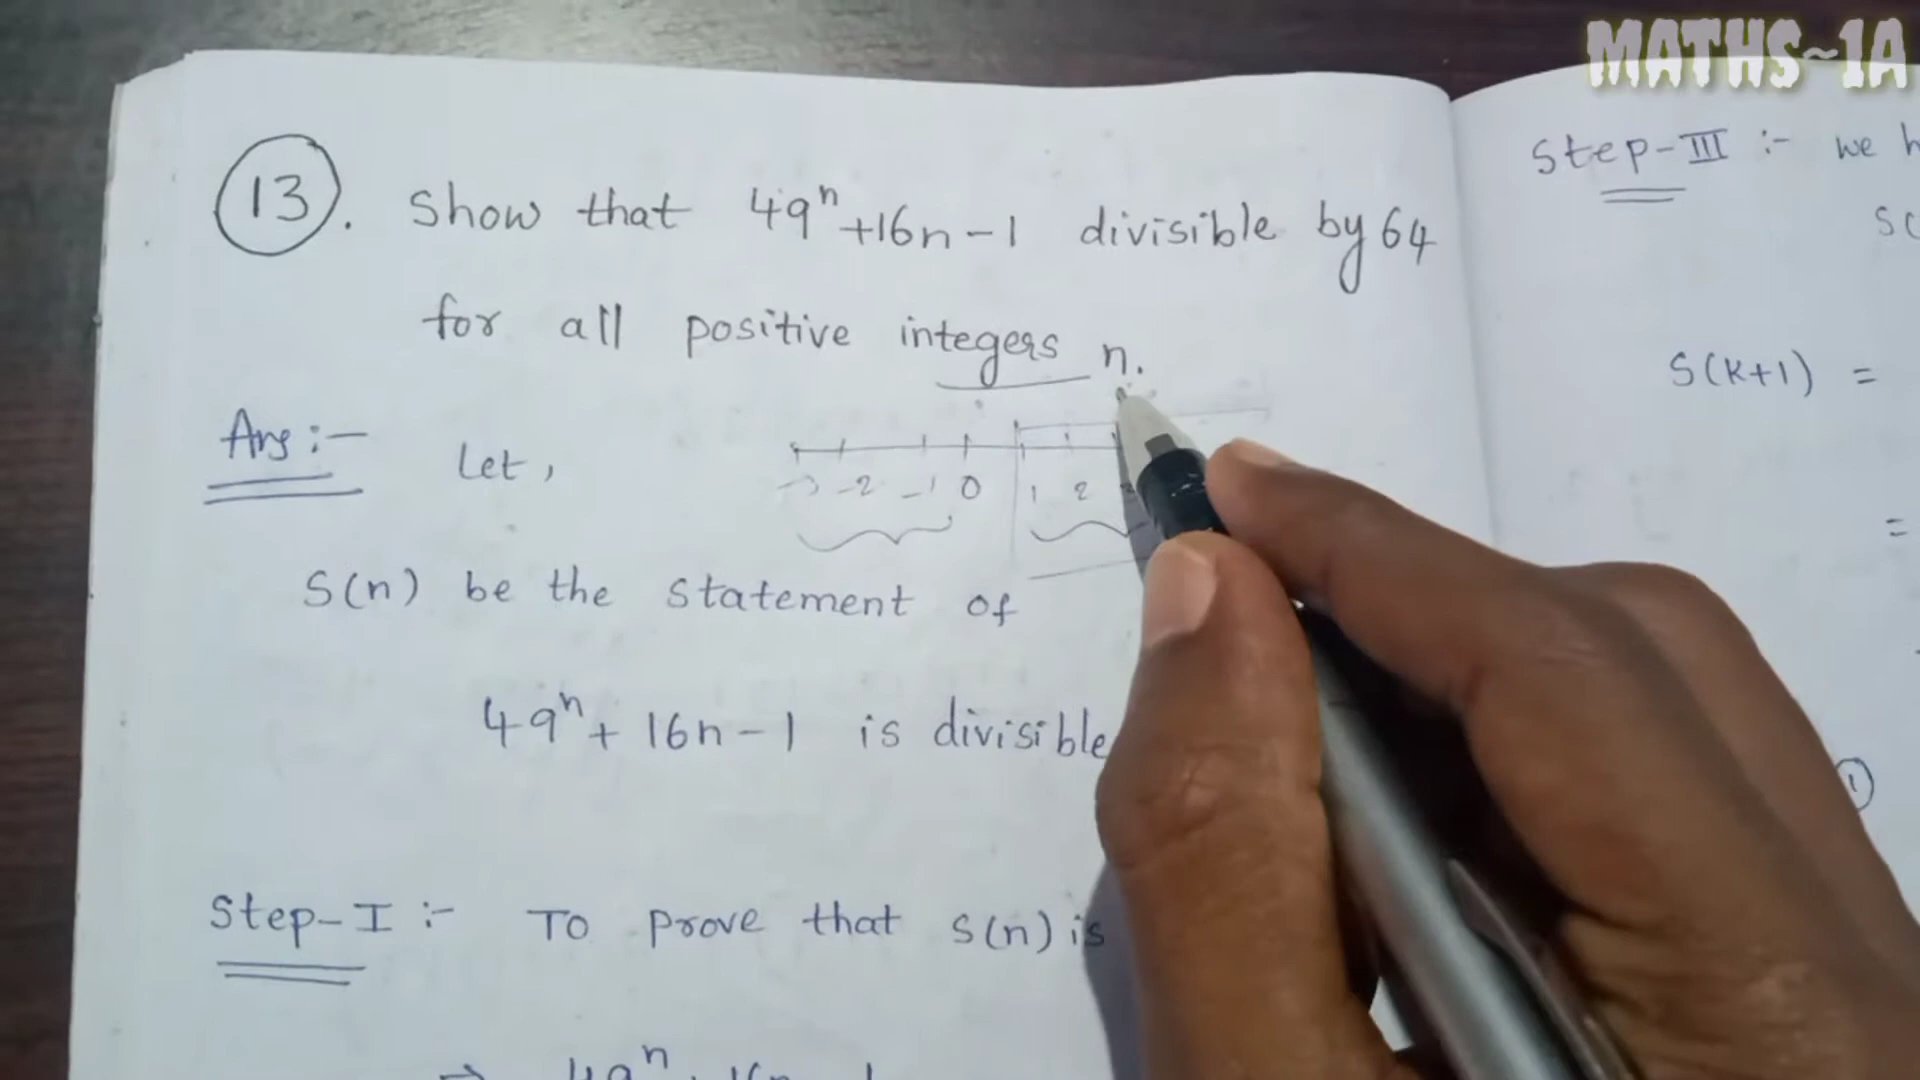 MATHS~1A
13. Show that 49ⁿ+16n-1 divisible by 64
for all positive integers n.
Ans:- Let,
-2 -1 0 1 2
S(n) be the statement of
49ⁿ+ 16n-1 is divisible
Step-I :- To prove that S(n) is
49ⁿ
Step-III :- we
S(k+1) =
=
1